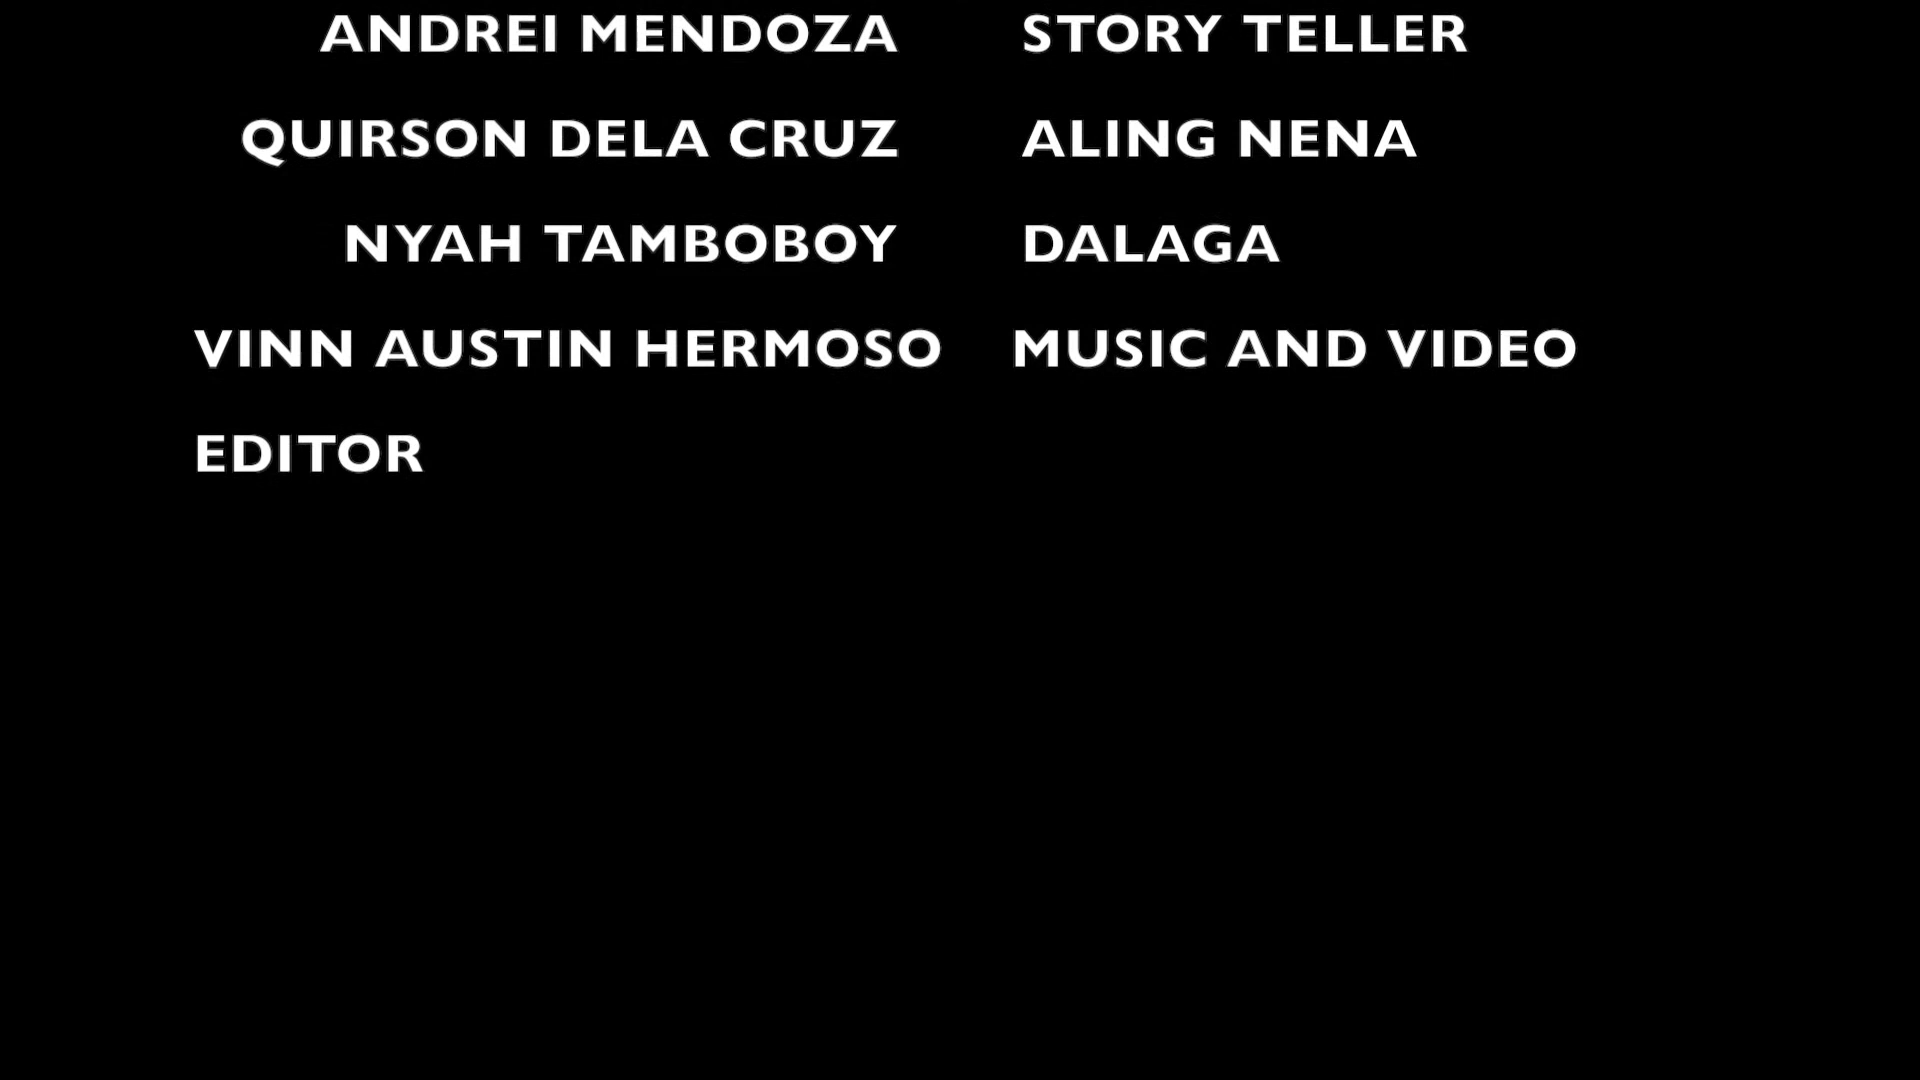 ANDREI MENDOZA STORY TELLER
QUIRSON DELA CRUZ ALING NENA
NYAH TAMBOBOY DALAGA
VINN AUSTIN HERMOSO MUSIC AND VIDEO
EDITOR